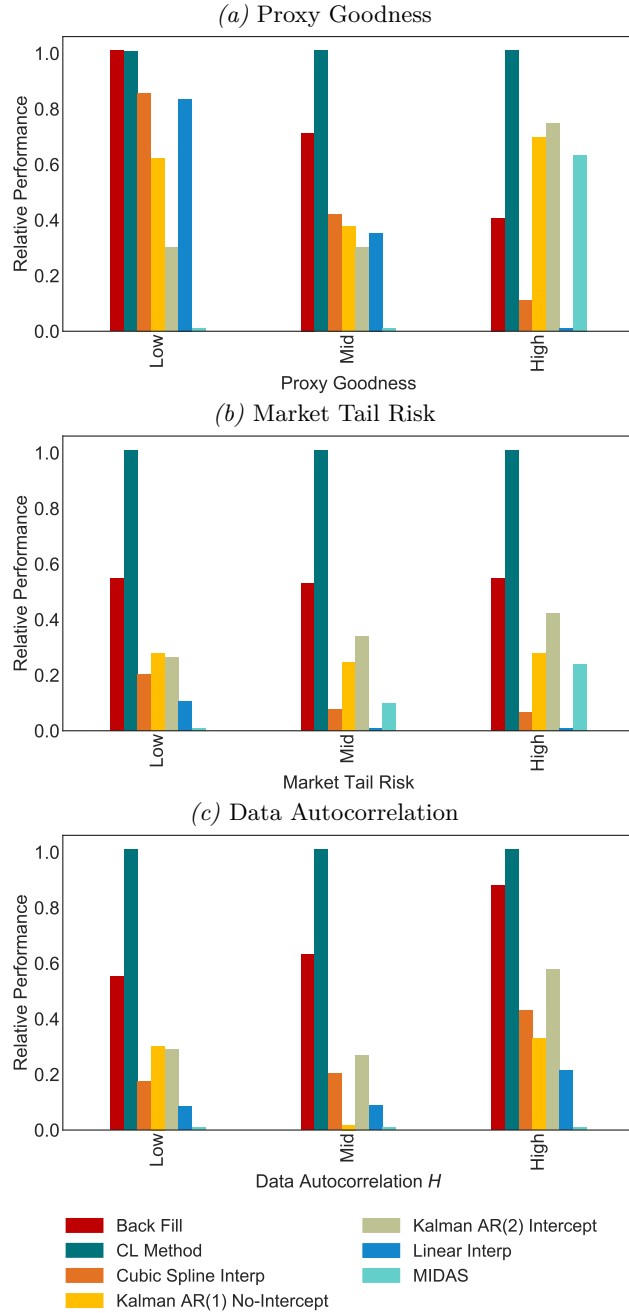 (a) Proxy Goodness
Relative Performance
1.0
0.8
0.6
0.4
0.2
0.0
Low
Mid
High
Proxy Goodness
(b) Market Tail Risk
Relative Performance
1.0
0.8
0.6
0.4
0.2
0.0
Low
Mid
High
Market Tail Risk
(c) Data Autocorrelation
Relative Performance
1.0
0.8
0.6
0.4
0.2
0.0
Low
Mid
High
Data Autocorrelation H
Back Fill
CL Method
Cubic Spline Interp
Kalman AR(1) No-Intercept
Kalman AR(2) Intercept
Linear Interp
MIDAS